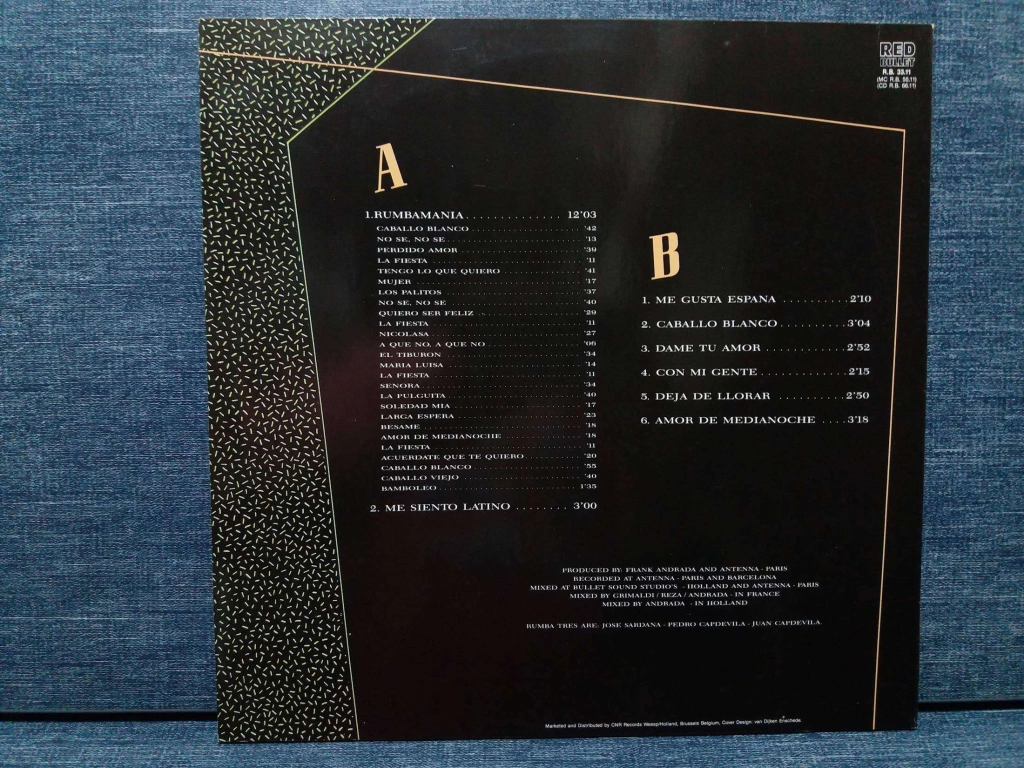 RED
BULLET
R.B. 33.11
(MC R.B. 55.11)
(CD R.B. 66.11)
A
1.RUMBAMANIA.............. 12'03
CABALLO BLANCO ........................ '42
NO SE, NO SE ........................ '13
PERDIDO AMOR ........................ '39
LA FIESTA ........................ '11
TENGO LO QUE QUIERO ........................ '41
MUJER ........................ '17
LOS PALITOS ........................ '37
NO SE, NO SE ........................ '40
QUIERO SER FELIZ ........................ '29
LA FIESTA ........................ '11
NICOLASA ........................ '27
A QUE NO, A QUE NO ........................ '06
EL TIBURON ........................ '34
MARIA LUISA ........................ '14
LA FIESTA ........................ '11
SENORA ........................ '34
LA PULGUITA ........................ '40
SOLEDAD MIA ........................ '17
LARGA ESPERA ........................ '23
BESAME ........................ '18
AMOR DE MEDIANOCHE ........................ '18
LA FIESTA ........................ '11
ACUERDATE QUE TE QUIERO ........................ '20
CABALLO BLANCO ........................ '55
CABALLO VIEJO ........................ '40
BAMBOLEO ........................ 1'35
2. ME SIENTO LATINO ........ 3'00
B
1. ME GUSTA ESPANA ..........2'10
2. CABALLO BLANCO ..........3'04
3. DAME TU AMOR ............2'52
4. CON MI GENTE.............2'15
5. DEJA DE LLORAR ..........2'50
6. AMOR DE MEDIANOCHE ....3'18
PRODUCED BY: FRANK ANDRADA AND ANTENNA - PARIS
RECORDED AT ANTENNA - PARIS AND BARCELONA
MIXED AT BULLET SOUND STUDIO'S - HOLLAND AND ANTENNA - PARIS
MIXED BY GRIMALDI / REZA / ANDRADA - IN FRANCE
MIXED BY ANDRADA - IN HOLLAND
RUMBA TRES ARE: JOSE SARDANA - PEDRO CAPDEVILA - JUAN CAPDEVILA.
Marketed and Distributed by CNR Records Weesp/Holland, Brussels Belgium, Cover Design: van Dijken Enschede